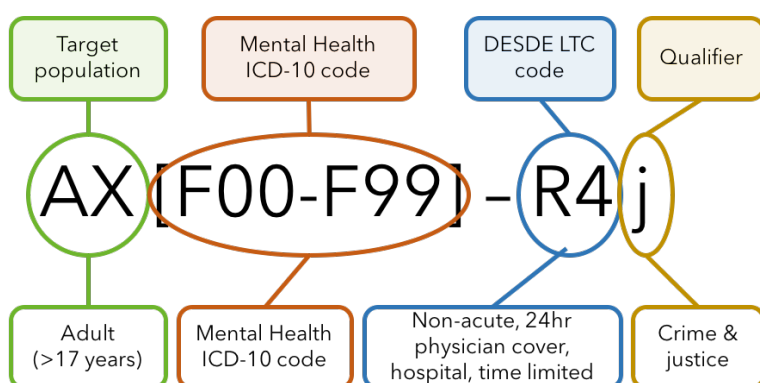 Target
population
Mental Health
ICD-10 code
DESDE LTC
code
Qualifier
AX [F00-F99] – R4 j
Adult
(>17 years)
Mental Health
ICD-10 code
Non-acute, 24hr
physician cover,
hospital, time limited
Crime &
justice